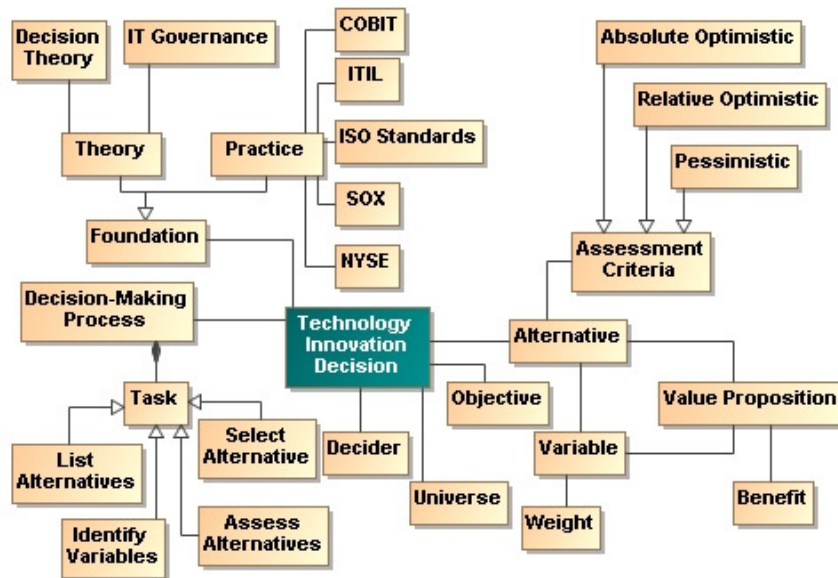 Decision
Theory
IT Governance
COBIT
ITIL
ISO Standards
SOX
NYSE
Theory
Practice
Foundation
Absolute Optimistic
Relative Optimistic
Pessimistic
Assessment
Criteria
Decision-Making
Process
Technology
Innovation
Decision
Alternative
Objective
Value Proposition
Task
Select
Alternative
List
Alternatives
Identify
Variables
Assess
Alternatives
Decider
Universe
Variable
Weight
Benefit